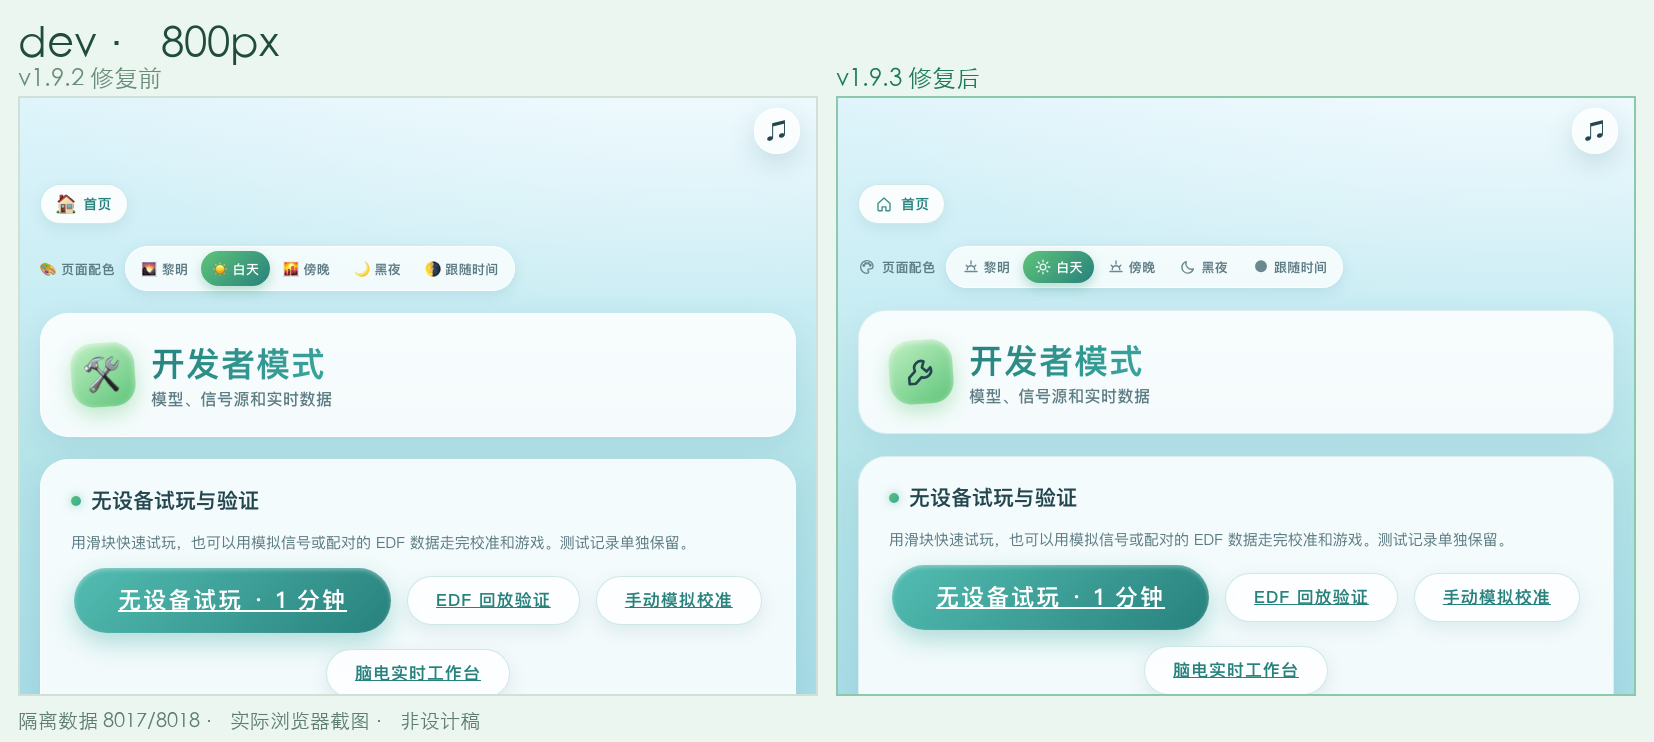 dev · 800px
v1.9.2 修复前
首页
页面配色 黎明 白天 傍晚 黑夜 跟随时间
开发者模式
模型、信号源和实时数据
无设备试玩与验证
用滑块快速试玩，也可以用模拟信号或配对的 EDF 数据走完校准和游戏。测试记录单独保留。
无设备试玩 · 1 分钟 EDF 回放验证 手动模拟校准
脑电实时工作台
v1.9.3 修复后
首页
页面配色 黎明 白天 傍晚 黑夜 跟随时间
开发者模式
模型、信号源和实时数据
无设备试玩与验证
用滑块快速试玩，也可以用模拟信号或配对的 EDF 数据走完校准和游戏。测试记录单独保留。
无设备试玩 · 1 分钟 EDF 回放验证 手动模拟校准
脑电实时工作台
隔离数据 8017/8018 · 实际浏览器截图 · 非设计稿